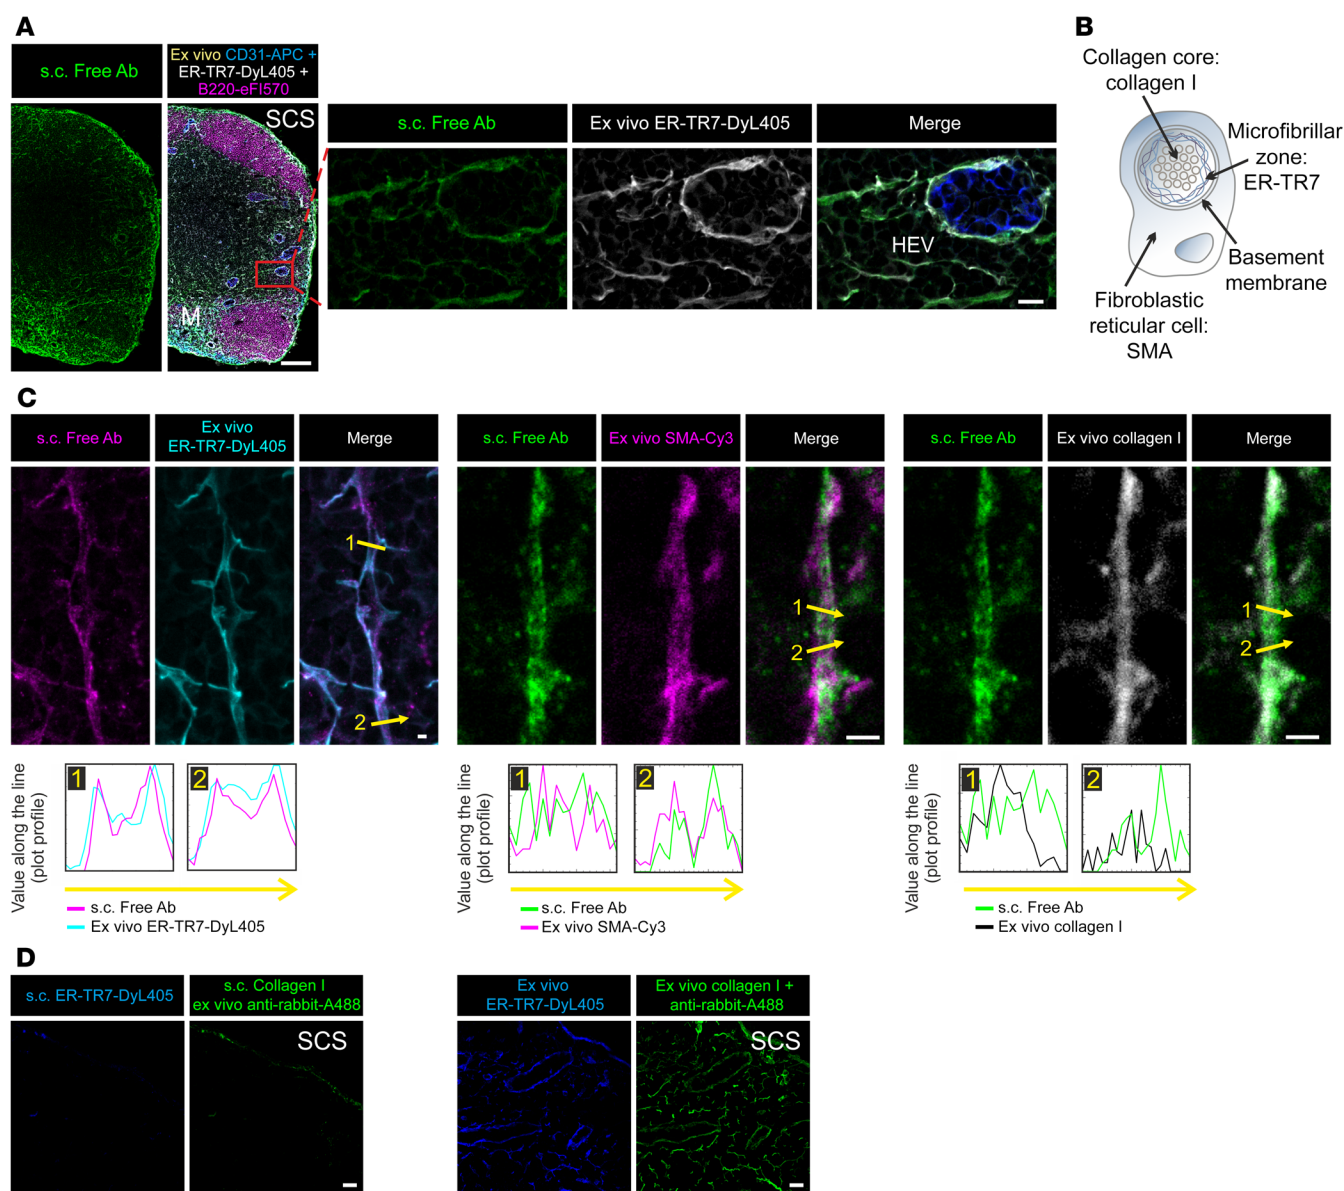 A
s.c. Free Ab
Ex vivo CD31-APC +
ER-TR7-DyL405 +
B220-eFl570
SCS
M
s.c. Free Ab
Ex vivo ER-TR7-DyL405
Merge
HEV
B
Collagen core:
collagen I
Microfibrillar
zone:
ER-TR7
Basement
membrane
Fibroblastic
reticular cell:
SMA
C
s.c. Free Ab
Ex vivo
ER-TR7-DyL405
Merge
1
2
s.c. Free Ab
Ex vivo SMA-Cy3
Merge
1
2
s.c. Free Ab
Ex vivo collagen I
Merge
1
2
Value along the line
(plot profile)
1
2
s.c. Free Ab
Ex vivo ER-TR7-DyL405
Value along the line
(plot profile)
1
2
s.c. Free Ab
Ex vivo SMA-Cy3
Value along the line
(plot profile)
1
2
s.c. Free Ab
Ex vivo collagen I
D
s.c. ER-TR7-DyL405
s.c. Collagen I
ex vivo anti-rabbit-A488
SCS
Ex vivo
ER-TR7-DyL405
Ex vivo collagen I +
anti-rabbit-A488
SCS